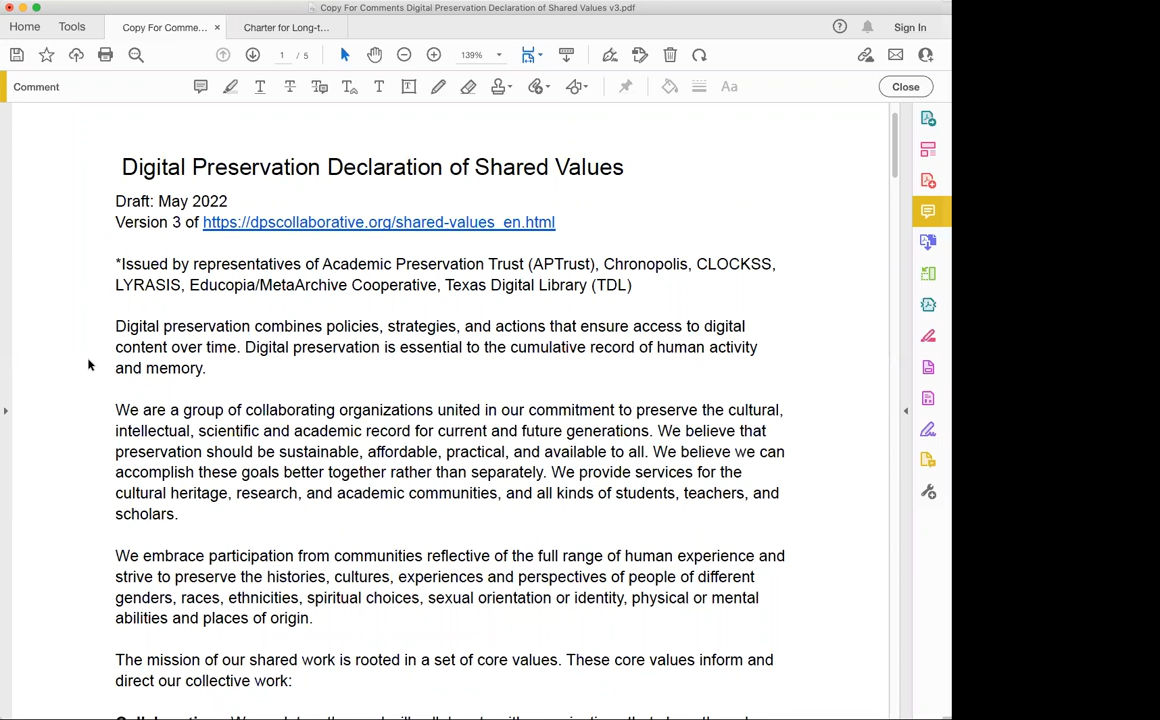 Copy For Comments Digital Preservation Declaration of Shared Values v3.pdf
Home Tools Copy For Comme... × Charter for Long-t... Sign In
1 / 5 139%
Comment Aa Close
Digital Preservation Declaration of Shared Values
Draft: May 2022
Version 3 of https://dpscollaborative.org/shared-values_en.html
*Issued by representatives of Academic Preservation Trust (APTrust), Chronopolis, CLOCKSS,
LYRASIS, Educopia/MetaArchive Cooperative, Texas Digital Library (TDL)
Digital preservation combines policies, strategies, and actions that ensure access to digital
content over time. Digital preservation is essential to the cumulative record of human activity
and memory.
We are a group of collaborating organizations united in our commitment to preserve the cultural,
intellectual, scientific and academic record for current and future generations. We believe that
preservation should be sustainable, affordable, practical, and available to all. We believe we can
accomplish these goals better together rather than separately. We provide services for the
cultural heritage, research, and academic communities, and all kinds of students, teachers, and
scholars.
We embrace participation from communities reflective of the full range of human experience and
strive to preserve the histories, cultures, experiences and perspectives of people of different
genders, races, ethnicities, spiritual choices, sexual orientation or identity, physical or mental
abilities and places of origin.
The mission of our shared work is rooted in a set of core values. These core values inform and
direct our collective work: